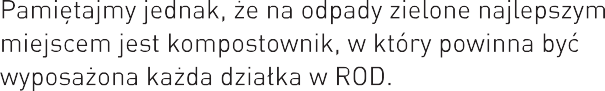 Pamiętajmy jednak, że na odpady zielone najlepszym
miejscem jest kompostownik, w który powinna być
wyposażona każda działka w ROD.